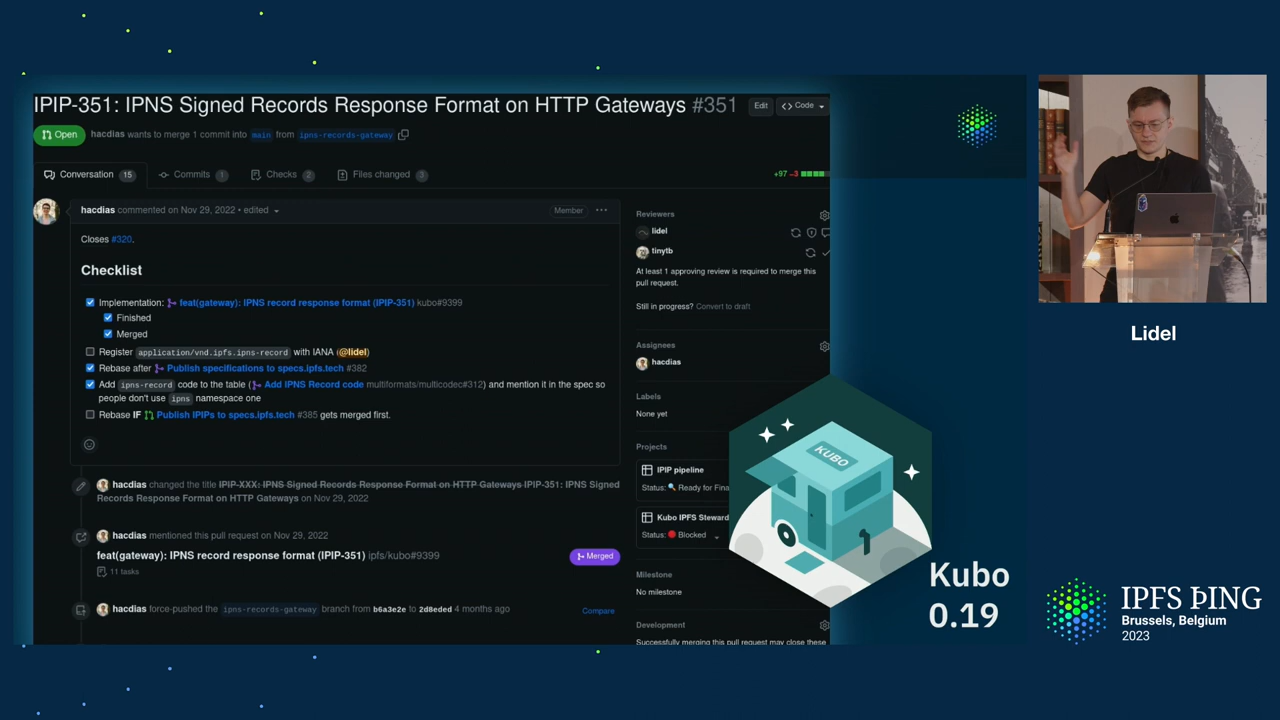 IPIP-351: IPNS Signed Records Response Format on HTTP Gateways #351
Edit
Code
Open
hacdias wants to merge 1 commit into main from ipns-records-gateway
Conversation 15
Commits 1
Checks 2
Files changed 3
+97 −3
hacdias commented on Nov 29, 2022 • edited
Member
Closes #320.
Checklist
Implementation: feat(gateway): IPNS record response format (IPIP-351) kubo#9399
Finished
Merged
Register application/vnd.ipfs.ipns-record with IANA (@lidel)
Rebase after Publish specifications to specs.ipfs.tech #382
Add ipns-record code to the table ( Add IPNS Record code multiformats/multicodec#312) and mention it in the spec so
people don't use ipns namespace one
Rebase IF Publish IPIPs to specs.ipfs.tech #385 gets merged first.
hacdias changed the title IPIP-XXX: IPNS Signed Records Response Format on HTTP Gateways IPIP-351: IPNS Signed
Records Response Format on HTTP Gateways on Nov 29, 2022
hacdias mentioned this pull request on Nov 29, 2022
feat(gateway): IPNS record response format (IPIP-351) ipfs/kubo#9399
Merged
11 tasks
hacdias force-pushed the ipns-records-gateway branch from b6a3e2e to 2d8eded 4 months ago
Compare
Reviewers
lidel
tinytb
At least 1 approving review is required to merge this
pull request.
Still in progress? Convert to draft
Assignees
hacdias
Labels
None yet
Projects
IPIP pipeline
Status: Ready for Fina
Kubo IPFS Steward
Status: Blocked
Milestone
No milestone
Development
Successfully merging this pull request may close these
KUBO
Kubo
0.19
Lidel
IPFS ÞING
Brussels, Belgium
2023